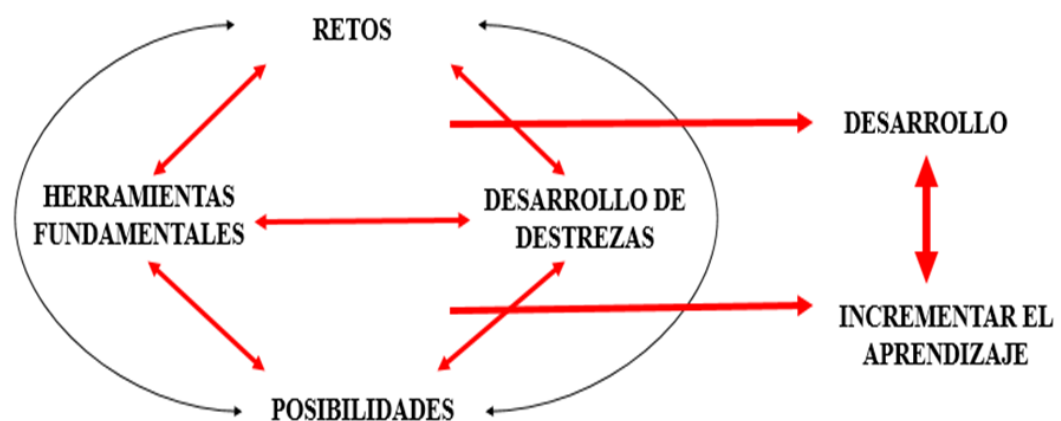 RETOS
DESARROLLO
HERRAMIENTAS
FUNDAMENTALES
DESARROLLO DE
DESTREZAS
INCREMENTAR EL
APRENDIZAJE
POSIBILIDADES